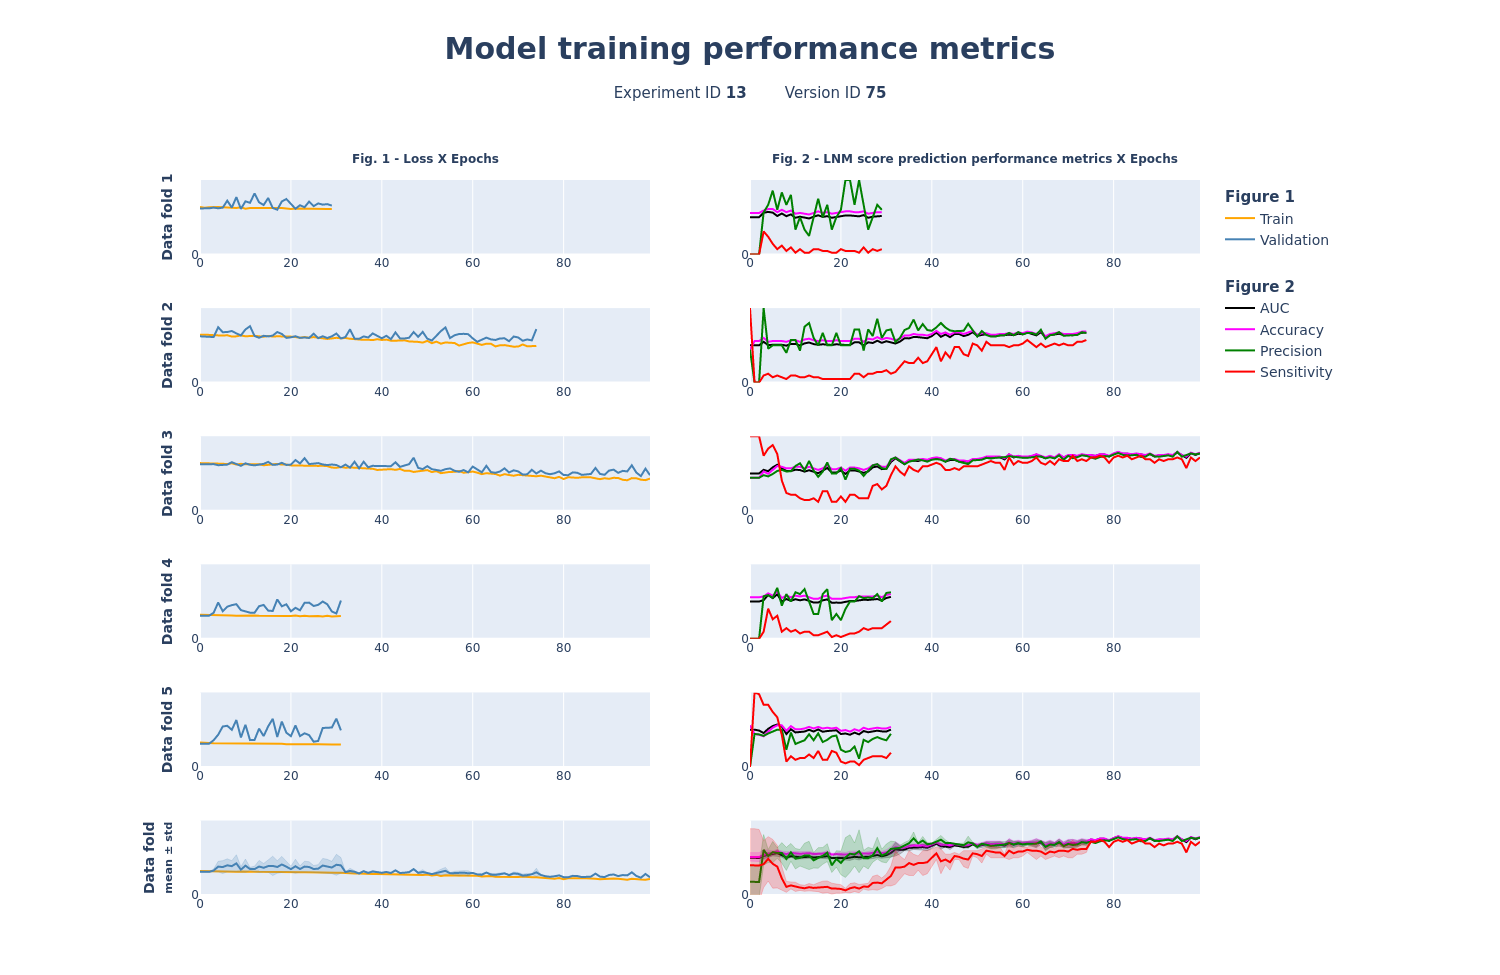 Model training performance metrics
Experiment ID 13 Version ID 75
Fig. 1 - Loss X Epochs
Fig. 2 - LNM score prediction performance metrics X Epochs
Data fold 1
0
0 20 40 60 80
0
0 20 40 60 80
Figure 1
Train
Validation
Figure 2
AUC
Accuracy
Precision
Sensitivity
Data fold 2
0
0 20 40 60 80
0
0 20 40 60 80
Data fold 3
0
0 20 40 60 80
0
0 20 40 60 80
Data fold 4
0
0 20 40 60 80
0
0 20 40 60 80
Data fold 5
0
0 20 40 60 80
0
0 20 40 60 80
Data fold
mean ± std
0
0 20 40 60 80
0
0 20 40 60 80